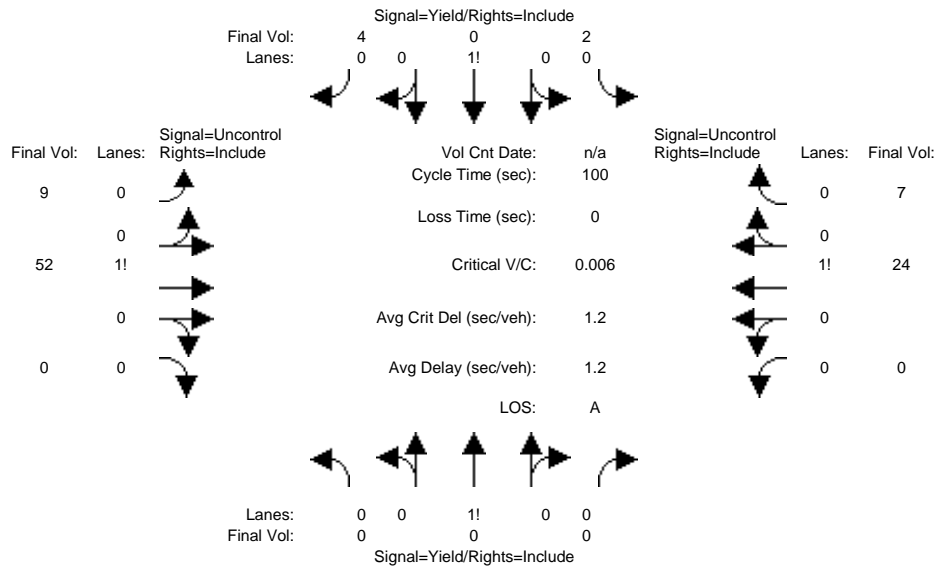 Signal=Yield/Rights=Include
Final Vol: 4 0 2
Lanes: 0 0 1! 0 0
Signal=Uncontrol
Final Vol: Lanes: Rights=Include
Vol Cnt Date: n/a
Signal=Uncontrol
Rights=Include Lanes: Final Vol:
Cycle Time (sec): 100
9 0
0 7
Loss Time (sec): 0
0
0
52 1!
Critical V/C: 0.006
1! 24
0
Avg Crit Del (sec/veh): 1.2
0
0 0
Avg Delay (sec/veh): 1.2
0 0
LOS: A
Lanes: 0 0 1! 0 0
Final Vol: 0 0 0
Signal=Yield/Rights=Include